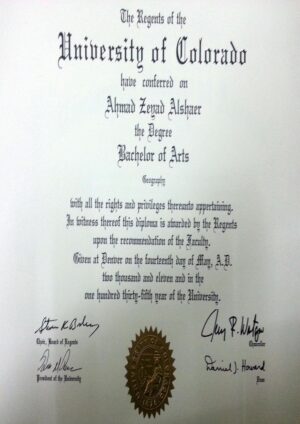 The Regents of the
University of Colorado
have conferred on
Ahmad Zeyad Alshaer
the Degree
Bachelor of Arts
Geography
with all the rights and privileges thereunto appertaining.
In witness thereof this diploma is awarded by the Regents
upon the recommendation of the Faculty.
Given at Denver on the fourteenth day of May, A.D.
two thousand and eleven and in the
one hundred thirty-fifth year of the University.
Chair, Board of Regents
Chancellor
Daniel J. Howard
President of the University
Dean